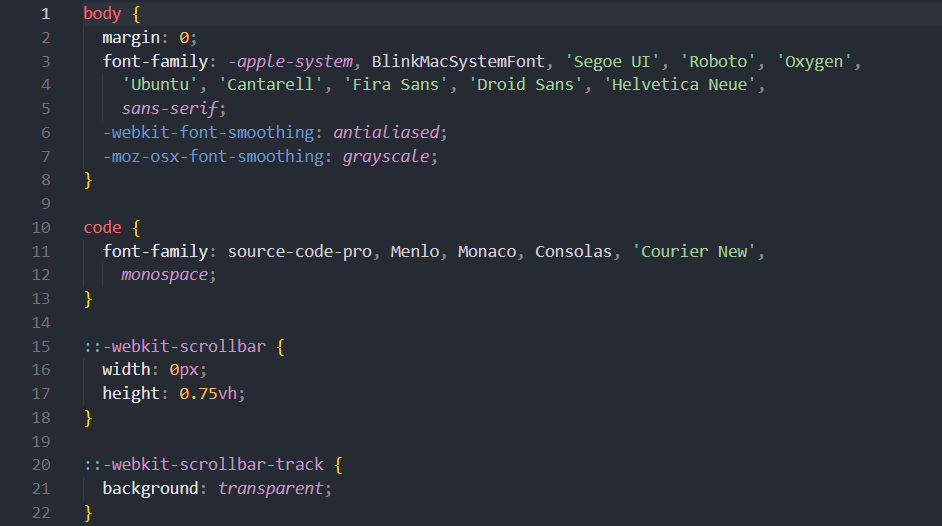 1 body {
2   margin: 0;
3   font-family: -apple-system, BlinkMacSystemFont, 'Segoe UI', 'Roboto', 'Oxygen',
4     'Ubuntu', 'Cantarell', 'Fira Sans', 'Droid Sans', 'Helvetica Neue',
5     sans-serif;
6   -webkit-font-smoothing: antialiased;
7   -moz-osx-font-smoothing: grayscale;
8 }
9
10 code {
11   font-family: source-code-pro, Menlo, Monaco, Consolas, 'Courier New',
12     monospace;
13 }
14
15 ::-webkit-scrollbar {
16   width: 0px;
17   height: 0.75vh;
18 }
19
20 ::-webkit-scrollbar-track {
21   background: transparent;
22 }